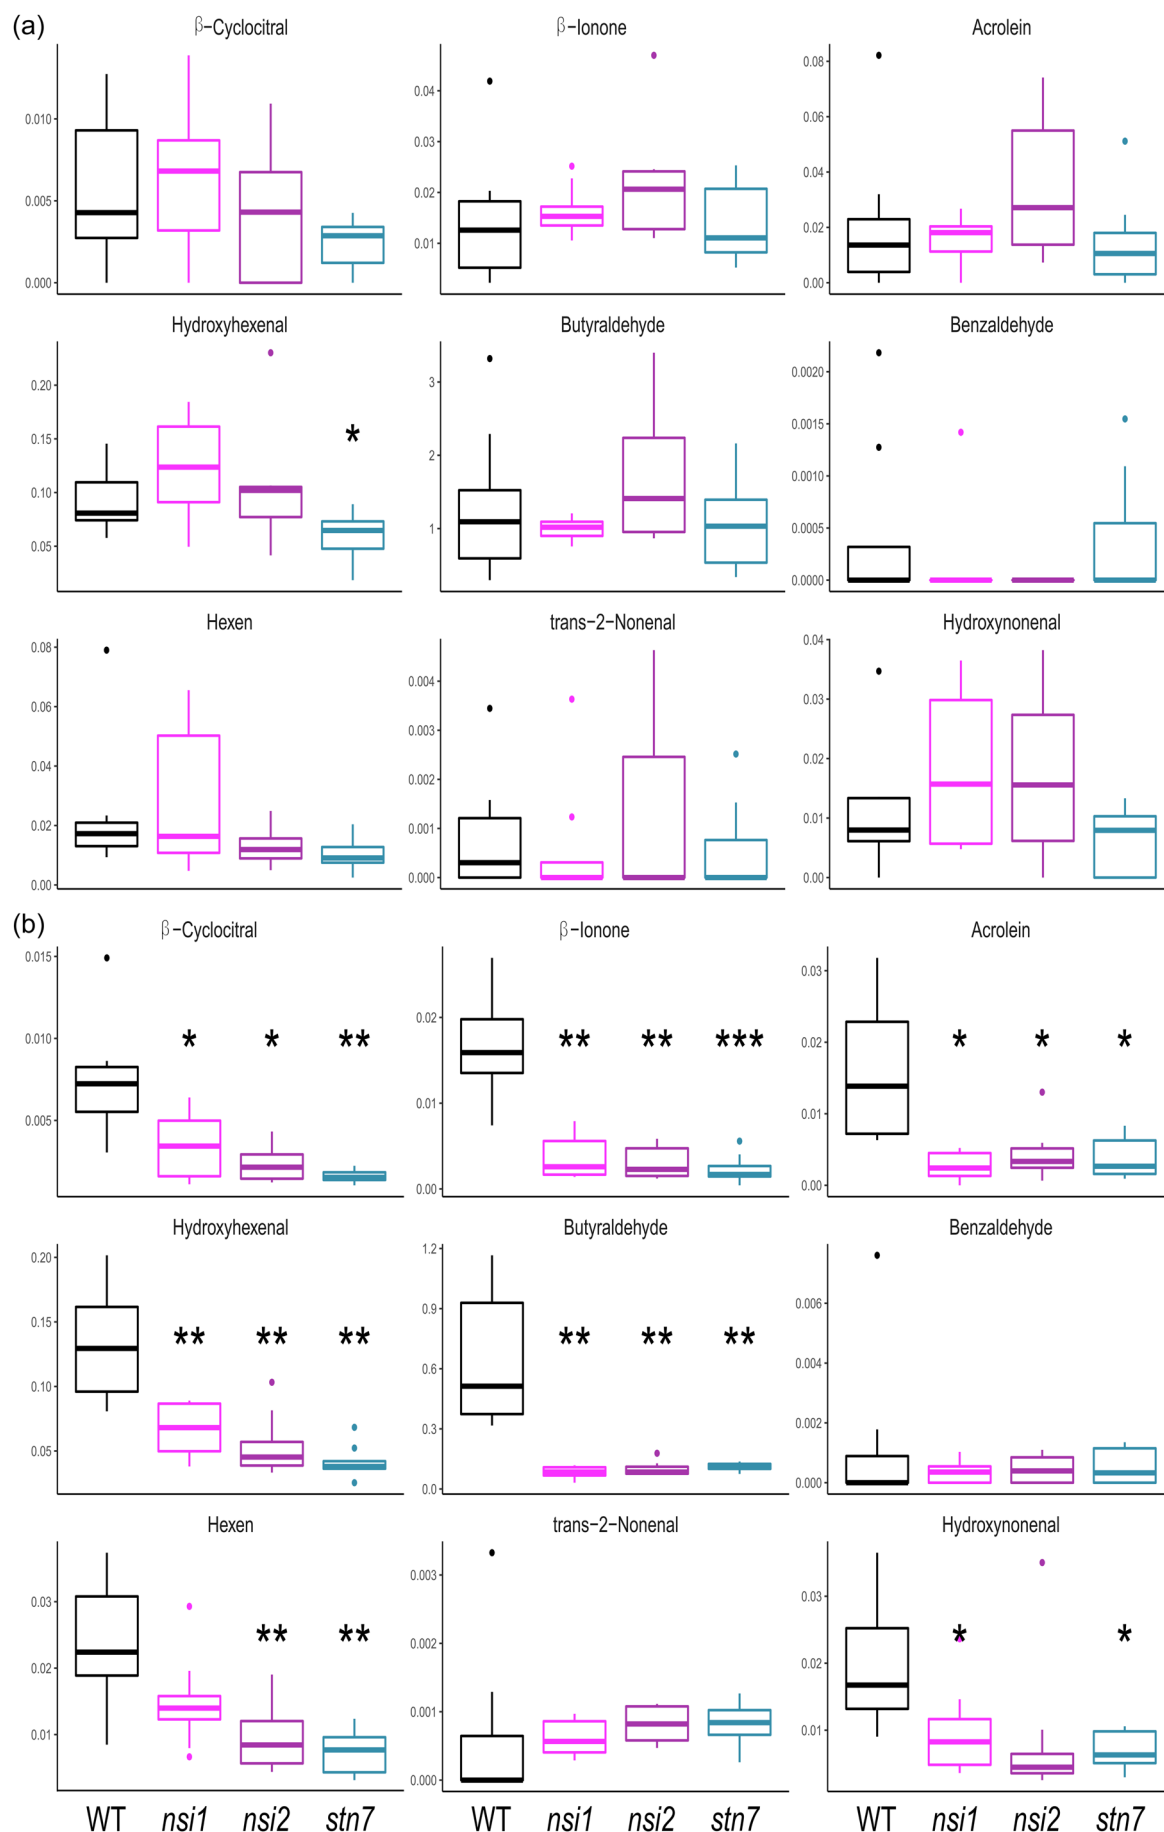 (a)
β−Cyclocitral
0.010
0.005
0.000
β−Ionone
0.04
0.03
0.02
0.01
Acrolein
0.08
0.06
0.04
0.02
0.00
Hydroxyhexenal
0.20
0.15
0.10
0.05
*
Butyraldehyde
3
2
1
Benzaldehyde
0.0020
0.0015
0.0010
0.0005
0.0000
Hexen
0.08
0.06
0.04
0.02
0.00
trans−2−Nonenal
0.004
0.003
0.002
0.001
0.000
Hydroxynonenal
0.04
0.03
0.02
0.01
0.00
(b)
β−Cyclocitral
0.015
0.010
0.005
* * **
β−Ionone
0.02
0.01
0.00
** ** ***
Acrolein
0.03
0.02
0.01
0.00
* * *
Hydroxyhexenal
0.20
0.15
0.10
0.05
** ** **
Butyraldehyde
1.2
0.9
0.6
0.3
0.0
** ** **
Benzaldehyde
0.006
0.004
0.002
0.000
Hexen
0.03
0.02
0.01
** **
trans−2−Nonenal
0.003
0.002
0.001
0.000
Hydroxynonenal
0.03
0.02
0.01
* *
WT nsi1 nsi2 stn7
WT nsi1 nsi2 stn7
WT nsi1 nsi2 stn7